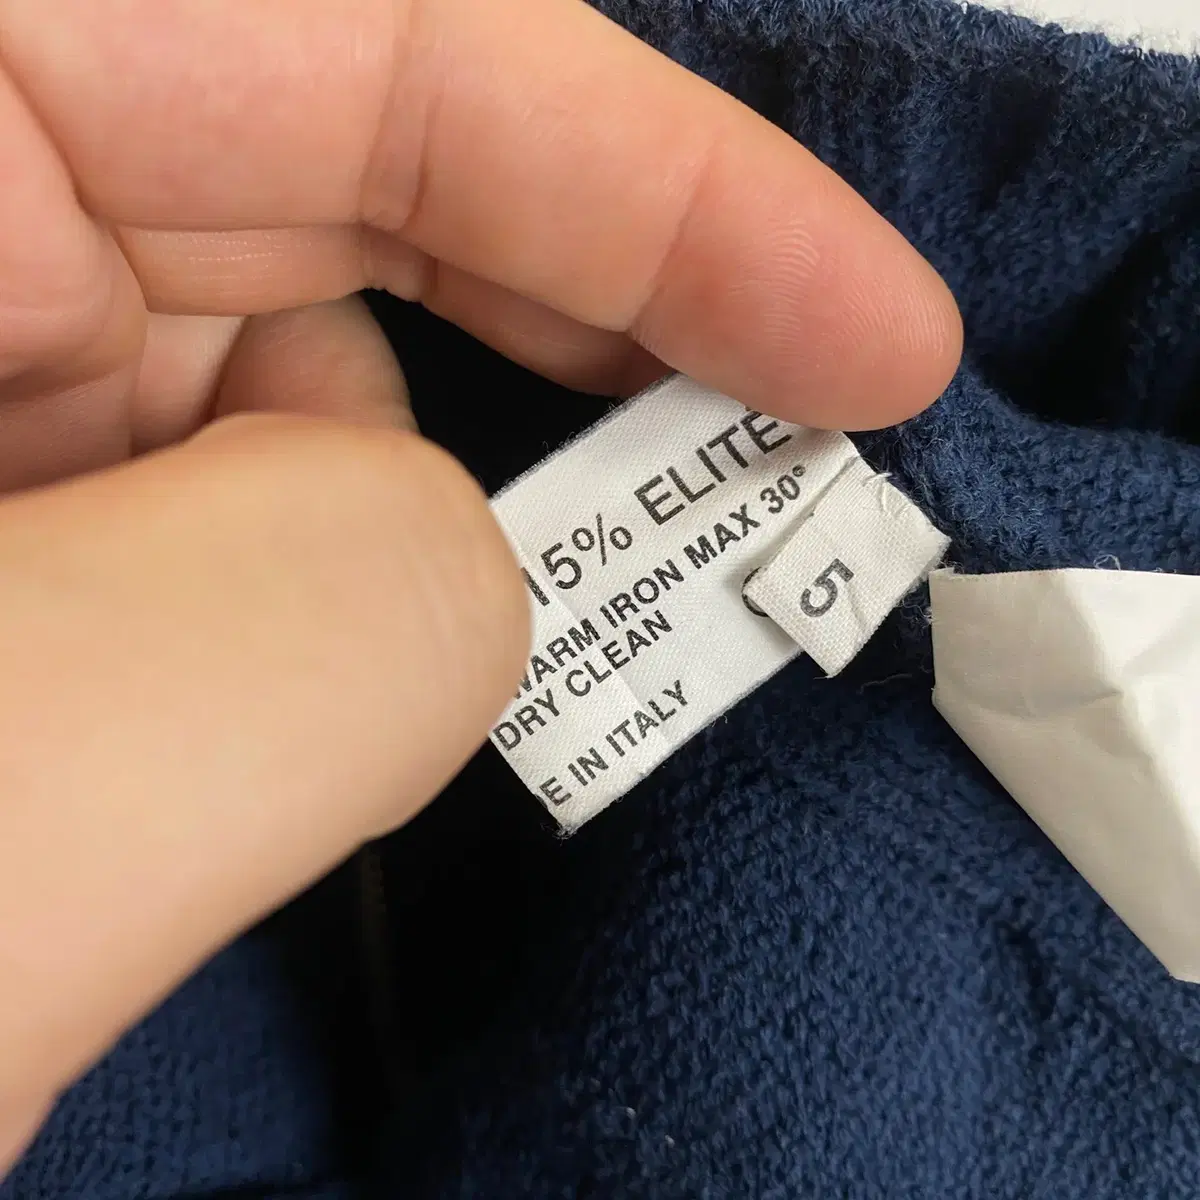 15% ELITE
WARM IRON MAX 30°
DRY CLEAN
E IN ITALY
5